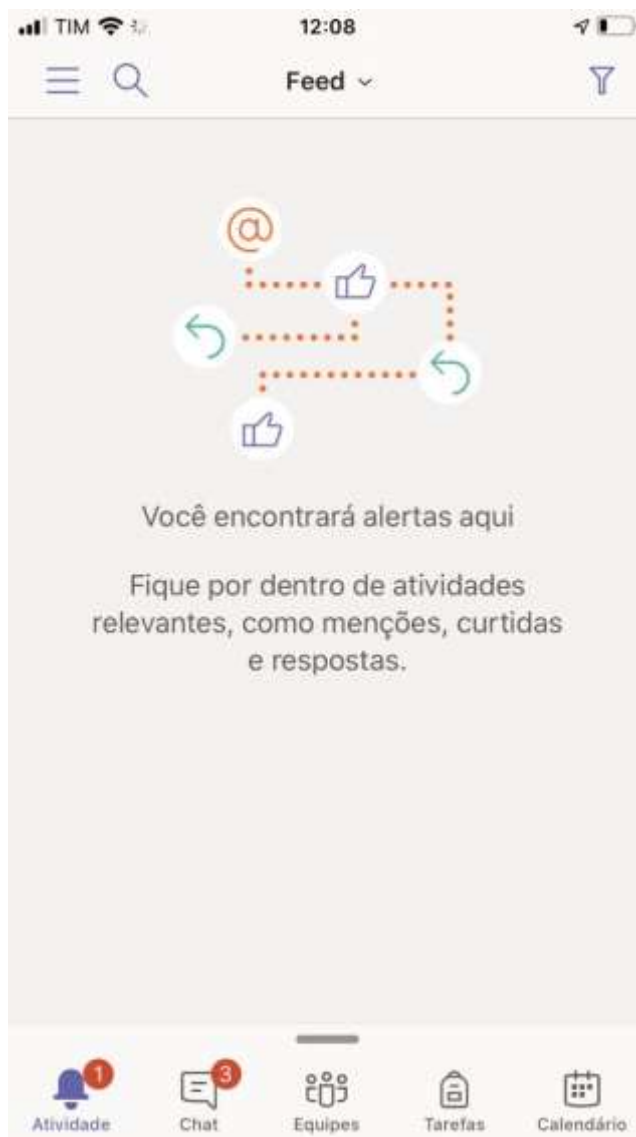 TIM 12:08
Feed
@
Você encontrará alertas aqui
Fique por dentro de atividades
relevantes, como menções, curtidas
e respostas.
1 3
Atividade Chat Equipes Tarefas Calendário